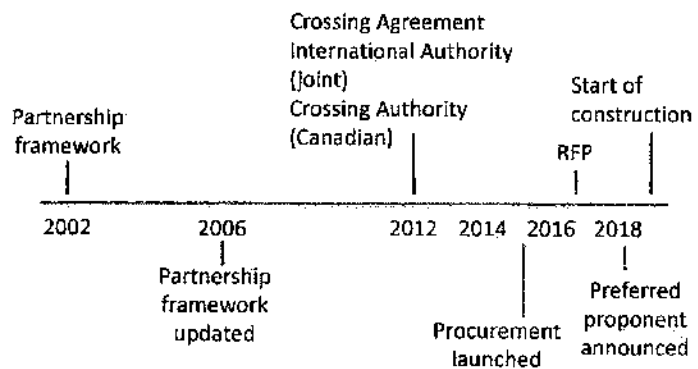 Crossing Agreement
International Authority
(joint)
Crossing Authority
(Canadian)
Start of
construction
Partnership
framework
RFP
2002
2006
2012
2014
2016
2018
Partnership
framework
updated
Procurement
launched
Preferred
proponent
announced